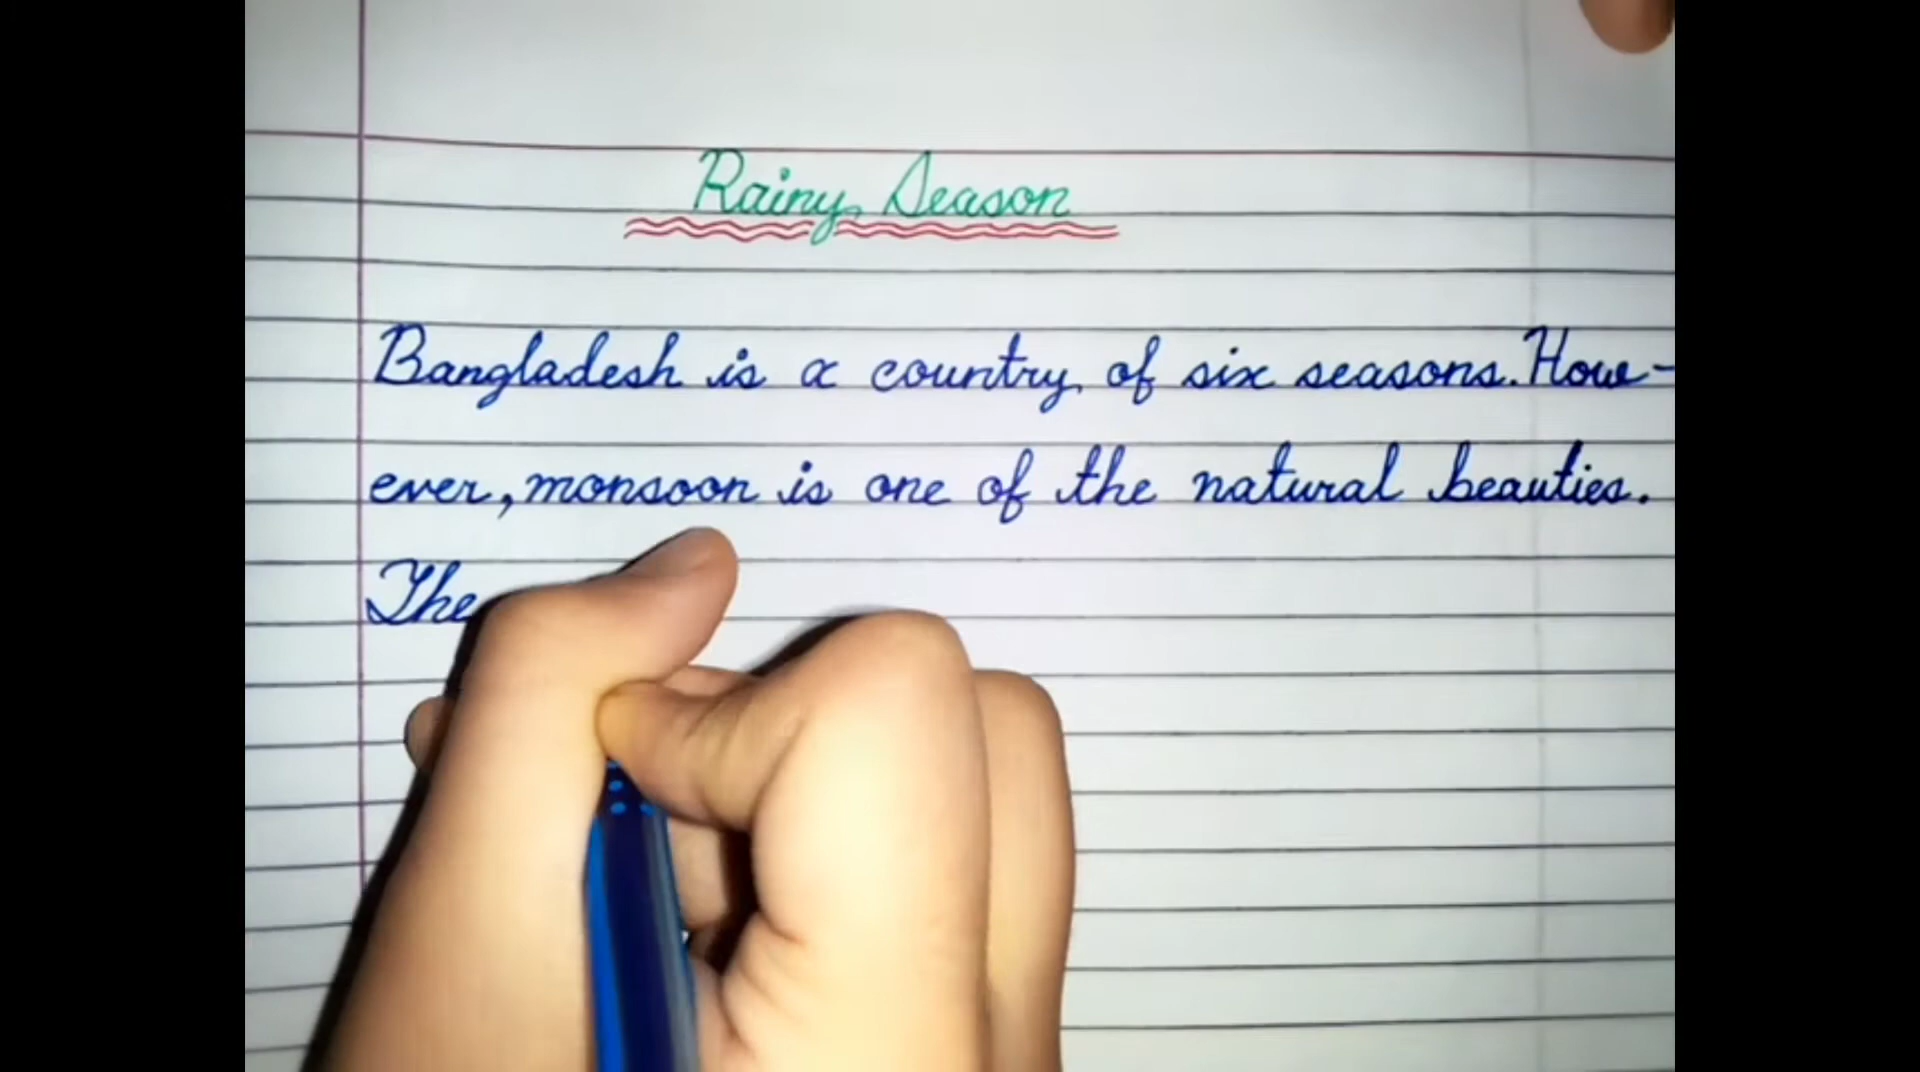 Rainy Season
Bangladesh is a country of six seasons. How-
ever, monsoon is one of the natural beauties.
The